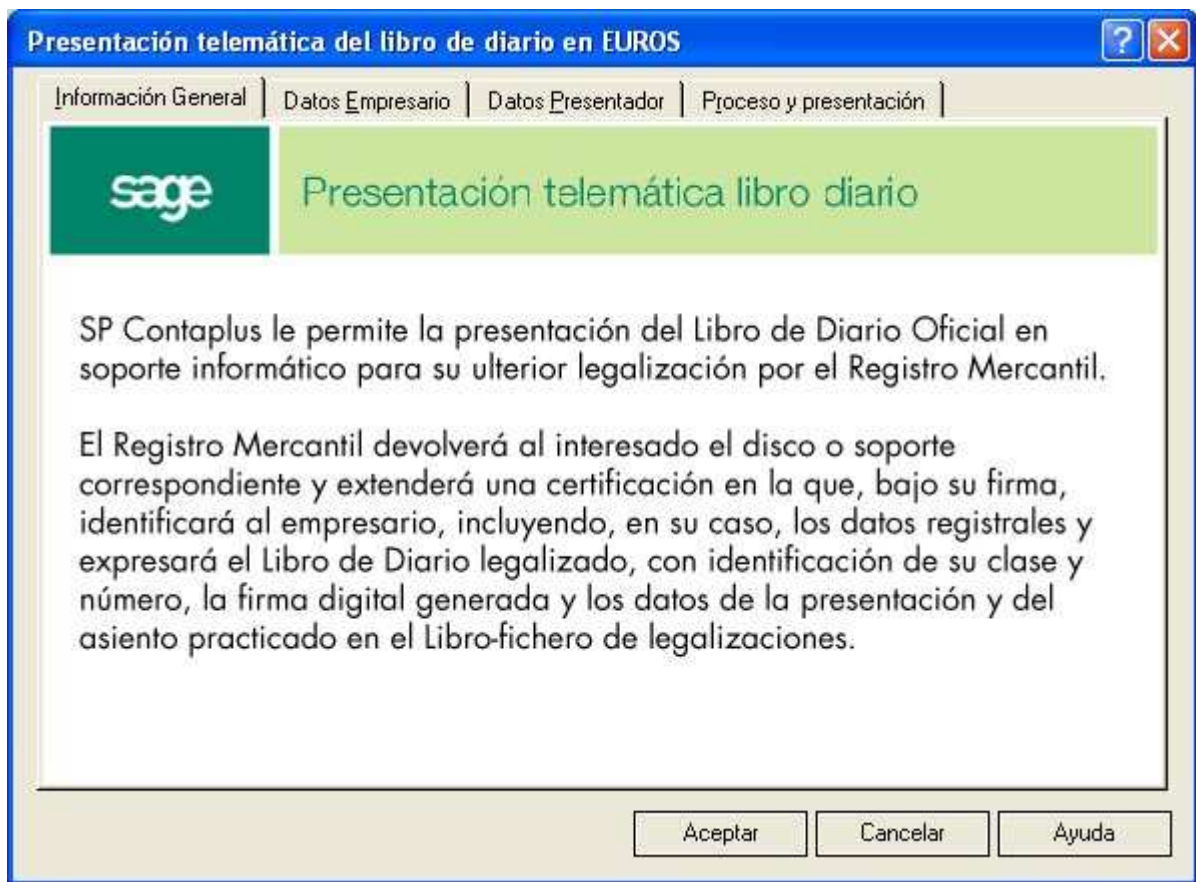 Presentación telemática del libro de diario en EUROS
?
Información General
Datos Empresario
Datos Presentador
Proceso y presentación
sage
Presentación telemática libro diario
SP Contaplus le permite la presentación del Libro de Diario Oficial en
soporte informático para su ulterior legalización por el Registro Mercantil.
El Registro Mercantil devolverá al interesado el disco o soporte
correspondiente y extenderá una certificación en la que, bajo su firma,
identificará al empresario, incluyendo, en su caso, los datos registrales y
expresará el Libro de Diario legalizado, con identificación de su clase y
número, la firma digital generada y los datos de la presentación y del
asiento practicado en el Libro-fichero de legalizaciones.
Aceptar
Cancelar
Ayuda